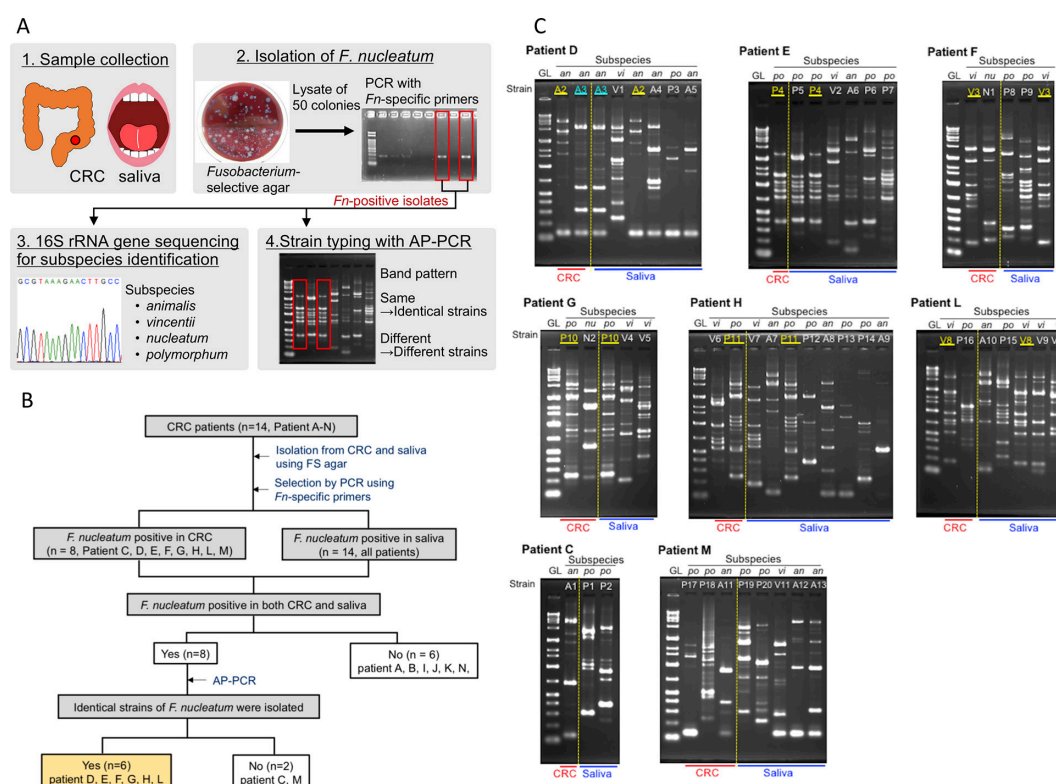 A
1. Sample collection
CRC saliva
2. Isolation of F. nucleatum
Lysate of
50 colonies
PCR with
Fn-specific primers
Fusobacterium-
selective agar
Fn-positive isolates
3. 16S rRNA gene sequencing
for subspecies identification
GCGTAAAGAACTTGCC
Subspecies
• animalis
• vincentii
• nucleatum
• polymorphum
4.Strain typing with AP-PCR
Band pattern
Same
→Identical strains
Different
→Different strains
B
CRC patients (n=14, Patient A-N)
Isolation from CRC and saliva
using FS agar
Selection by PCR using
Fn-specific primers
F. nucleatum positive in CRC
(n = 8, Patient C, D, E, F, G, H, L, M)
F. nucleatum positive in saliva
(n = 14, all patients)
F. nucleatum positive in both CRC and saliva
Yes (n=8)
No (n = 6)
patient A, B, I, J, K, N,
AP-PCR
Identical strains of F. nucleatum were isolated
Yes (n=6)
patient D, E, F, G, H, L
No (n=2)
patient C, M
C
Patient D
Subspecies
GL an an an vi an an po an
Strain A2 A3 A3 V1 A2 A4 P3 A5
CRC Saliva
Patient E
Subspecies
GL po po po vi an po po
Strain P4 P5 P4 V2 A6 P6 P7
CRC Saliva
Patient F
Subspecies
GL vi nu po po vi
Strain V3 N1 P8 P9 V3
CRC Saliva
Patient G
Subspecies
GL po nu po vi vi
Strain P10 N2 P10 V4 V5
CRC Saliva
Patient H
Subspecies
GL vi po vi an po po an po po an
Strain V6 P11 V7 A7 P11 P12 A8 P13 P14 A9
CRC Saliva
Patient L
Subspecies
GL vi po an po vi vi
Strain V8 P16 A10 P15 V8 V9 V
CRC Saliva
Patient C
Subspecies
GL an po po
Strain A1 P1 P2
CRC Saliva
Patient M
Subspecies
GL po po an po po vi an an
Strain P17 P18 A11 P19 P20 V11 A12 A13
CRC Saliva